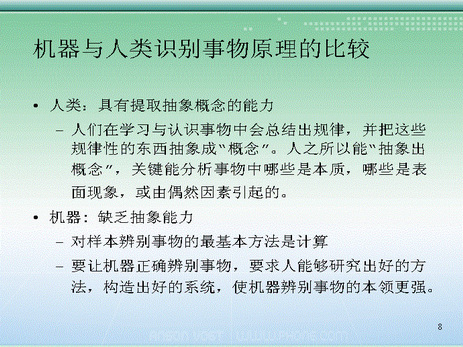 机器与人类识别事物原理的比较
• 人类：具有提取抽象概念的能力
– 人们在学习与认识事物中会总结出规律，并把这些
规律性的东西抽象成“概念”。人之所以能“抽象出
概念”，关键能分析事物中哪些是本质，哪些是表
面现象，或由偶然因素引起的。
• 机器：缺乏抽象能力
– 对样本辨别事物的最基本方法是计算
– 要让机器正确辨别事物，要求人能够研究出好的方
法，构造出好的系统，使机器辨别事物的本领更强。
8